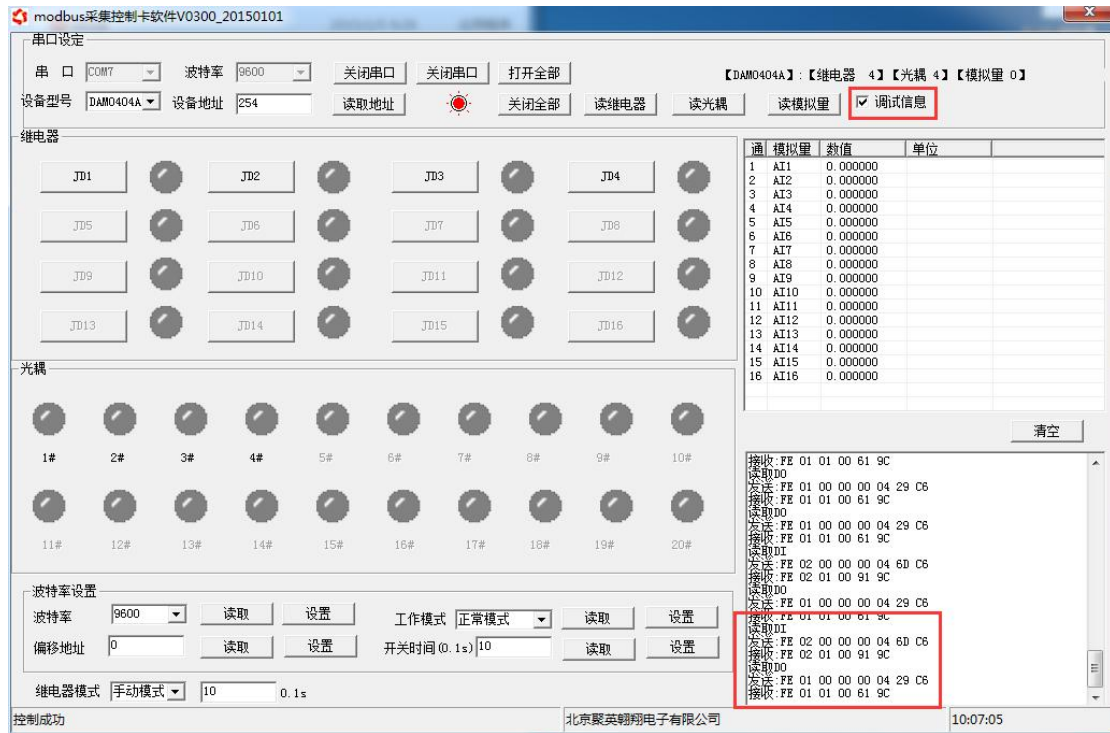 modbus采集控制卡软件V0300_20150101
串口设定
串 口 COM7 波特率 9600 关闭串口 关闭串口 打开全部 【DAM0404A】:【继电器 4】【光耦 4】【模拟量 0】
设备型号 DAM0404A 设备地址 254 读取地址 关闭全部 读继电器 读光耦 读模拟量 调试信息
继电器
JD1 JD2 JD3 JD4
JD5 JD6 JD7 JD8
JD9 JD10 JD11 JD12
JD13 JD14 JD15 JD16
通 模拟量 数值 单位
1 AI1 0.000000
2 AI2 0.000000
3 AI3 0.000000
4 AI4 0.000000
5 AI5 0.000000
6 AI6 0.000000
7 AI7 0.000000
8 AI8 0.000000
9 AI9 0.000000
10 AI10 0.000000
11 AI11 0.000000
12 AI12 0.000000
13 AI13 0.000000
14 AI14 0.000000
15 AI15 0.000000
16 AI16 0.000000
光耦
1# 2# 3# 4# 5# 6# 7# 8# 9# 10#
11# 12# 13# 14# 15# 16# 17# 18# 19# 20#
清空
接收:FE 01 01 00 61 9C
读取DO
发送:FE 01 00 00 00 04 29 C6
接收:FE 01 01 00 61 9C
读取DO
发送:FE 01 00 00 00 04 29 C6
接收:FE 01 01 00 61 9C
读取DI
发送:FE 02 00 00 00 04 6D C6
接收:FE 02 01 00 91 9C
读取DO
发送:FE 01 00 00 00 04 29 C6
接收:FE 01 01 00 61 9C
读取DI
发送:FE 02 00 00 00 04 6D C6
接收:FE 02 01 00 91 9C
读取DO
发送:FE 01 00 00 00 04 29 C6
接收:FE 01 01 00 61 9C
波特率设置
波特率 9600 读取 设置 工作模式 正常模式 读取 设置
偏移地址 0 读取 设置 开关时间(0.1s) 10 读取 设置
继电器模式 手动模式 10 0.1s
控制成功 北京聚英翱翔电子有限公司 10:07:05